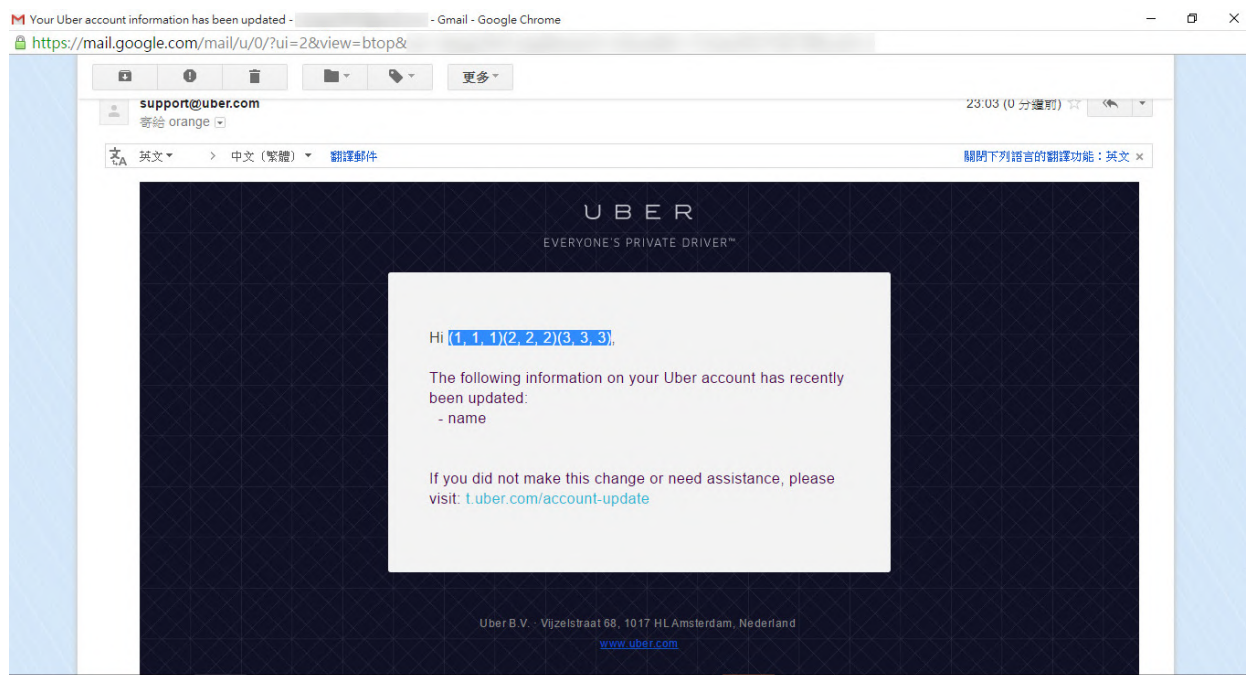 Your Uber account information has been updated - - Gmail - Google Chrome
https://mail.google.com/mail/u/0/?ui=2&view=btop&
更多
support@uber.com 23:03 (0 分鐘前)
寄給 orange
英文 > 中文 (繁體) 翻譯郵件 關閉下列語言的翻譯功能：英文 ×
UBER
EVERYONE'S PRIVATE DRIVER™
Hi (1, 1, 1)(2, 2, 2)(3, 3, 3),
The following information on your Uber account has recently
been updated:
- name
If you did not make this change or need assistance, please
visit: t.uber.com/account-update
Uber B.V. · Vijzelstraat 68, 1017 HL Amsterdam, Nederland
www.uber.com